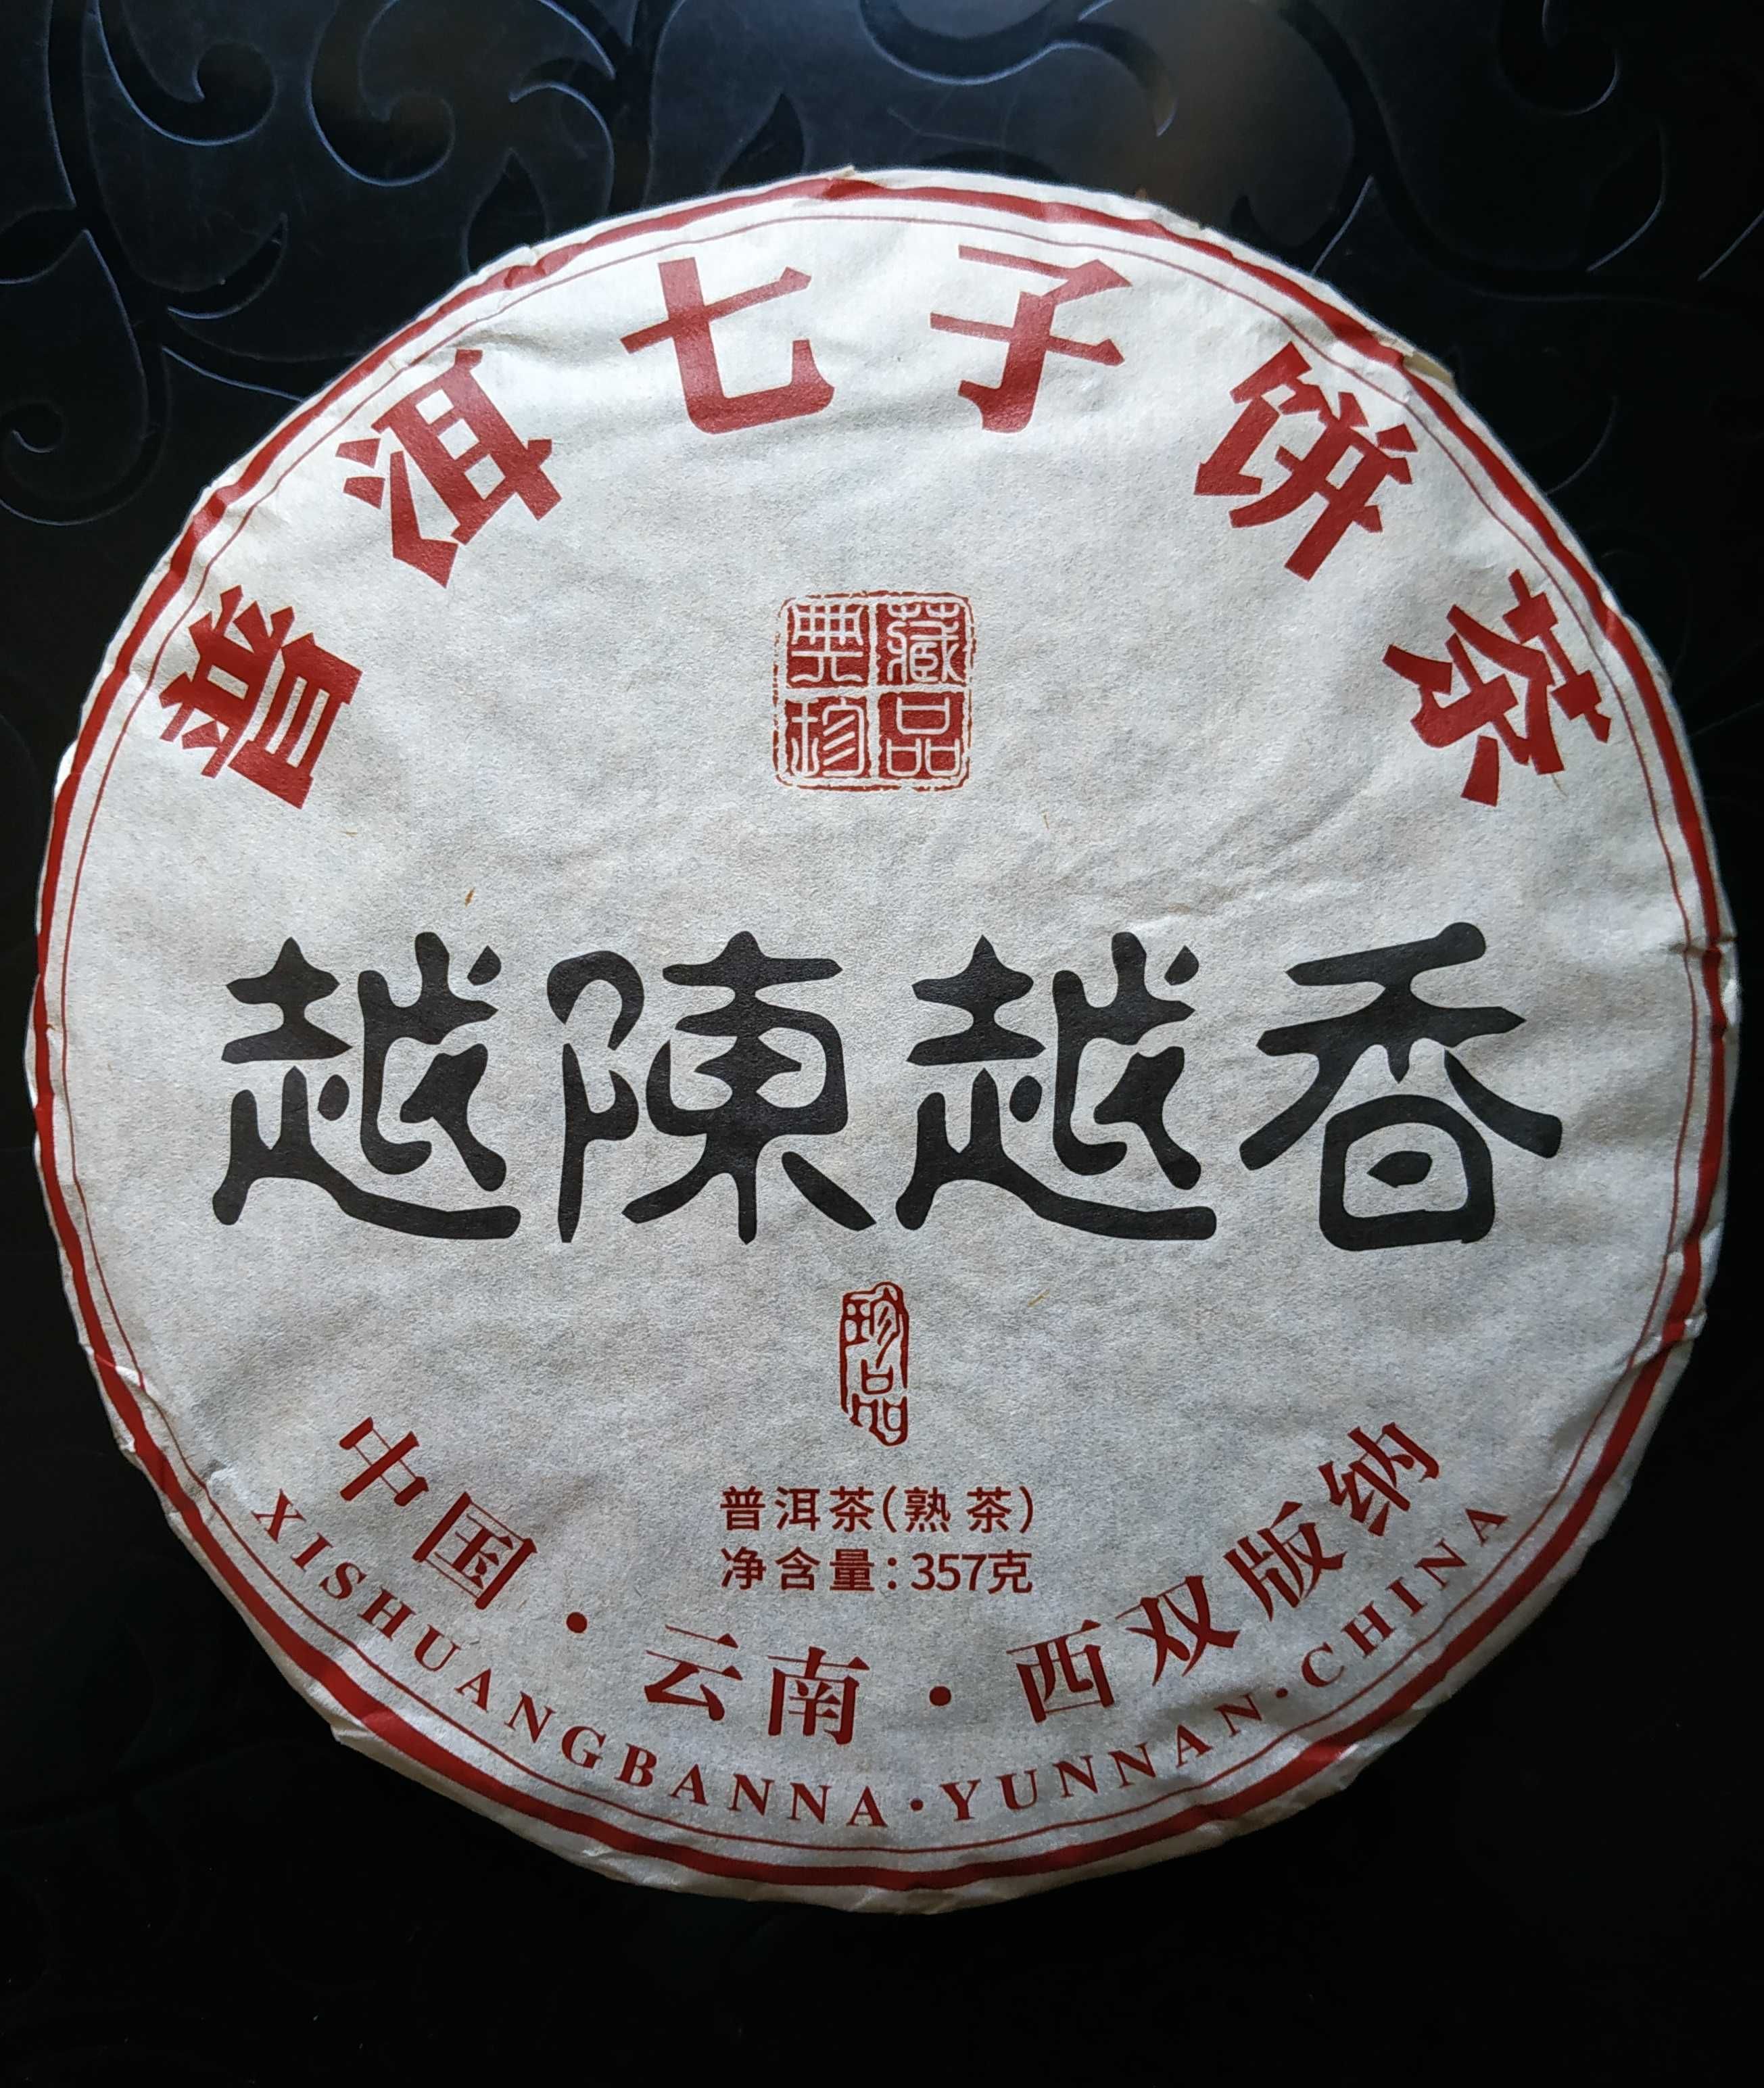 普洱七子饼茶
典藏
珍品
越陳越香
珍品
普洱茶(熟茶)
净含量:357克
中国·云南·西双版纳
XISHUANGBANNA·YUNNAN·CHINA